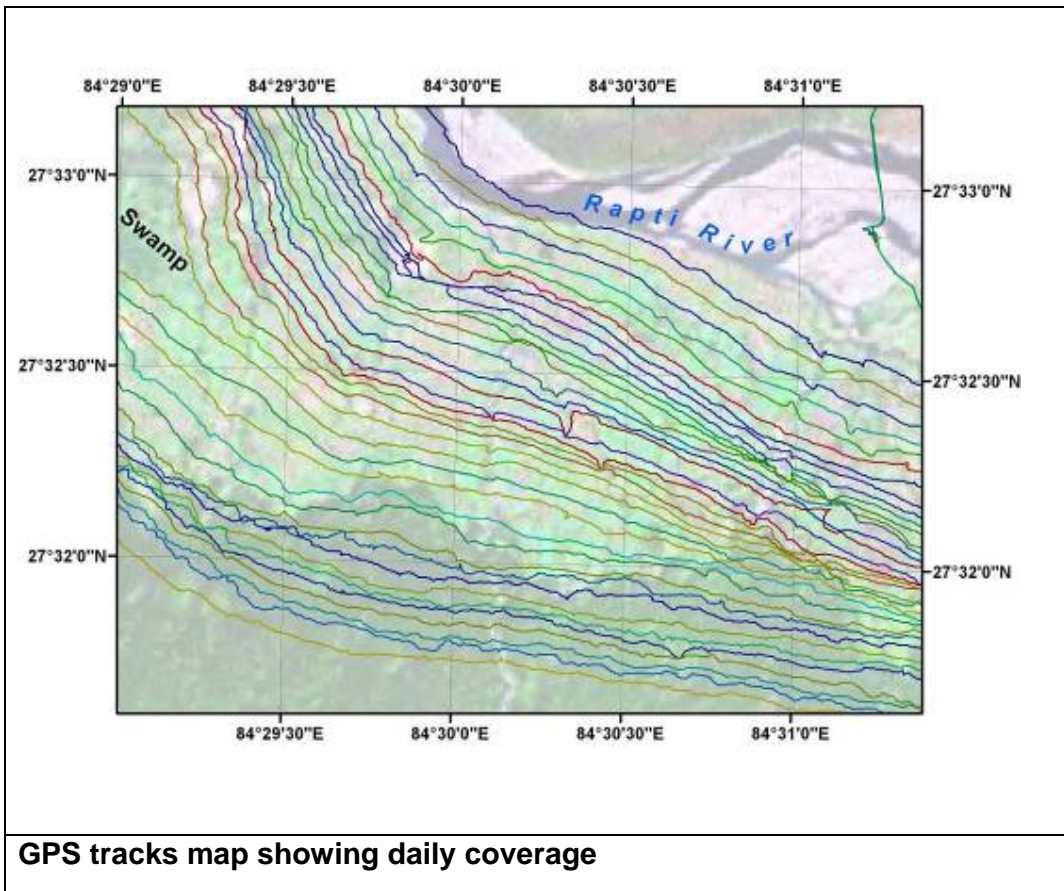 84°29'0"E 84°29'30"E 84°30'0"E 84°30'30"E 84°31'0"E
27°33'0"N
27°33'0"N
Swamp
Rapti River
27°32'30"N
27°32'30"N
27°32'0"N
27°32'0"N
84°29'30"E 84°30'0"E 84°30'30"E 84°31'0"E
GPS tracks map showing daily coverage